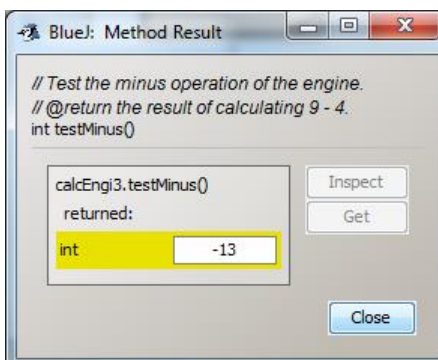 BlueJ: Method Result
// Test the minus operation of the engine.
// @return the result of calculating 9 - 4.
int testMinus()
calcEngi3.testMinus()
returned:
int -13
Inspect
Get
Close